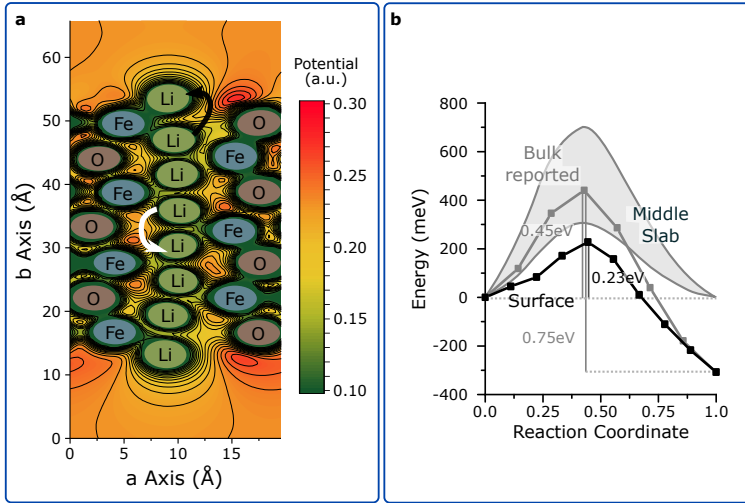 a
b Axis (Å)
60
50
40
30
20
10
0
Li
Fe
Li
O
O
Li
Fe
Fe
Li
O
Li
O
Fe
Li
Fe
Li
O
O
Fe
Li
Fe
Li
O
0
5
10
15
a Axis (Å)
Potential
(a.u.)
0.30
0.25
0.20
0.15
0.10
b
Energy (meV)
800
600
400
200
0
−200
−400
Bulk
reported
Middle
Slab
0.45eV
0.23eV
Surface
0.75eV
0.0
0.25
0.50
0.75
1.0
Reaction Coordinate